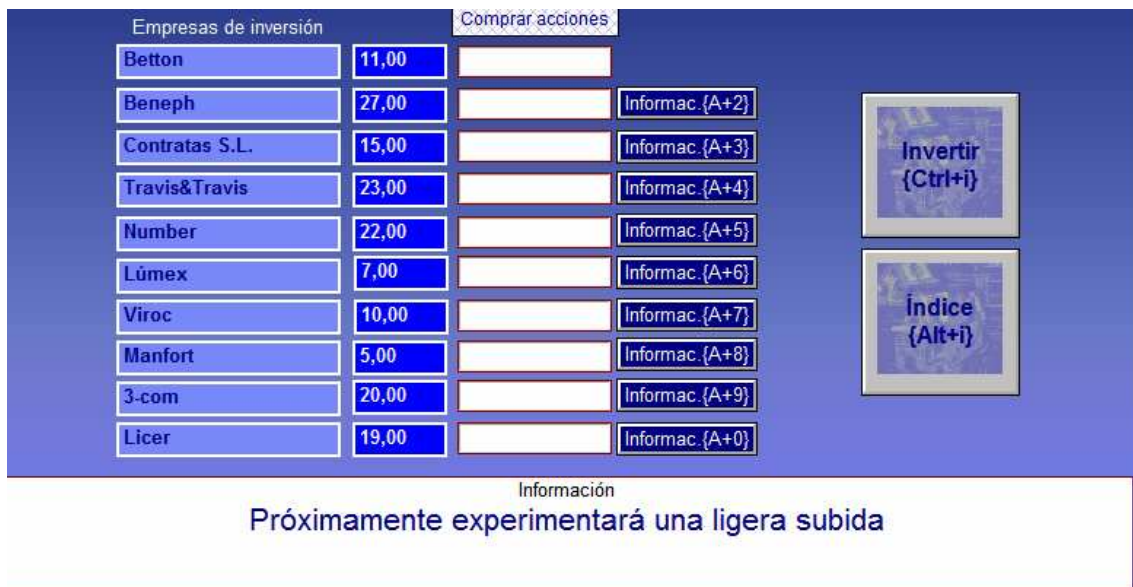 Empresas de inversión Comprar acciones
Betton 11,00
Beneph 27,00 Informac.{A+2}
Contratas S.L. 15,00 Informac.{A+3}
Travis&Travis 23,00 Informac.{A+4}
Number 22,00 Informac.{A+5}
Lúmex 7,00 Informac.{A+6}
Viroc 10,00 Informac.{A+7}
Manfort 5,00 Informac.{A+8}
3-com 20,00 Informac.{A+9}
Licer 19,00 Informac.{A+0}
Invertir
{Ctrl+i}
Índice
{Alt+i}
Información
Próximamente experimentará una ligera subida